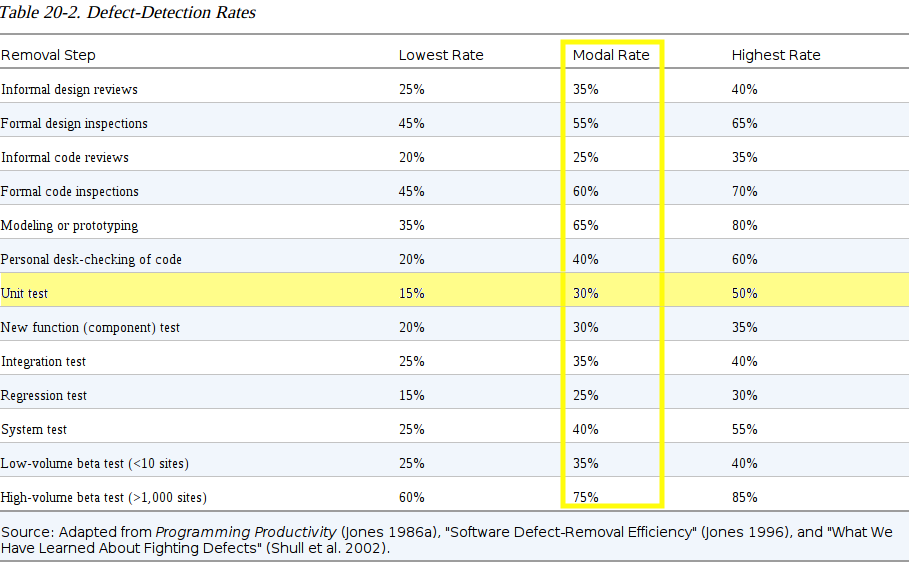 Table 20-2. Defect-Detection Rates
Removal Step Lowest Rate Modal Rate Highest Rate
Informal design reviews 25% 35% 40%
Formal design inspections 45% 55% 65%
Informal code reviews 20% 25% 35%
Formal code inspections 45% 60% 70%
Modeling or prototyping 35% 65% 80%
Personal desk-checking of code 20% 40% 60%
Unit test 15% 30% 50%
New function (component) test 20% 30% 35%
Integration test 25% 35% 40%
Regression test 15% 25% 30%
System test 25% 40% 55%
Low-volume beta test (<10 sites) 25% 35% 40%
High-volume beta test (>1,000 sites) 60% 75% 85%
Source: Adapted from Programming Productivity (Jones 1986a), "Software Defect-Removal Efficiency" (Jones 1996), and "What We
Have Learned About Fighting Defects" (Shull et al. 2002).